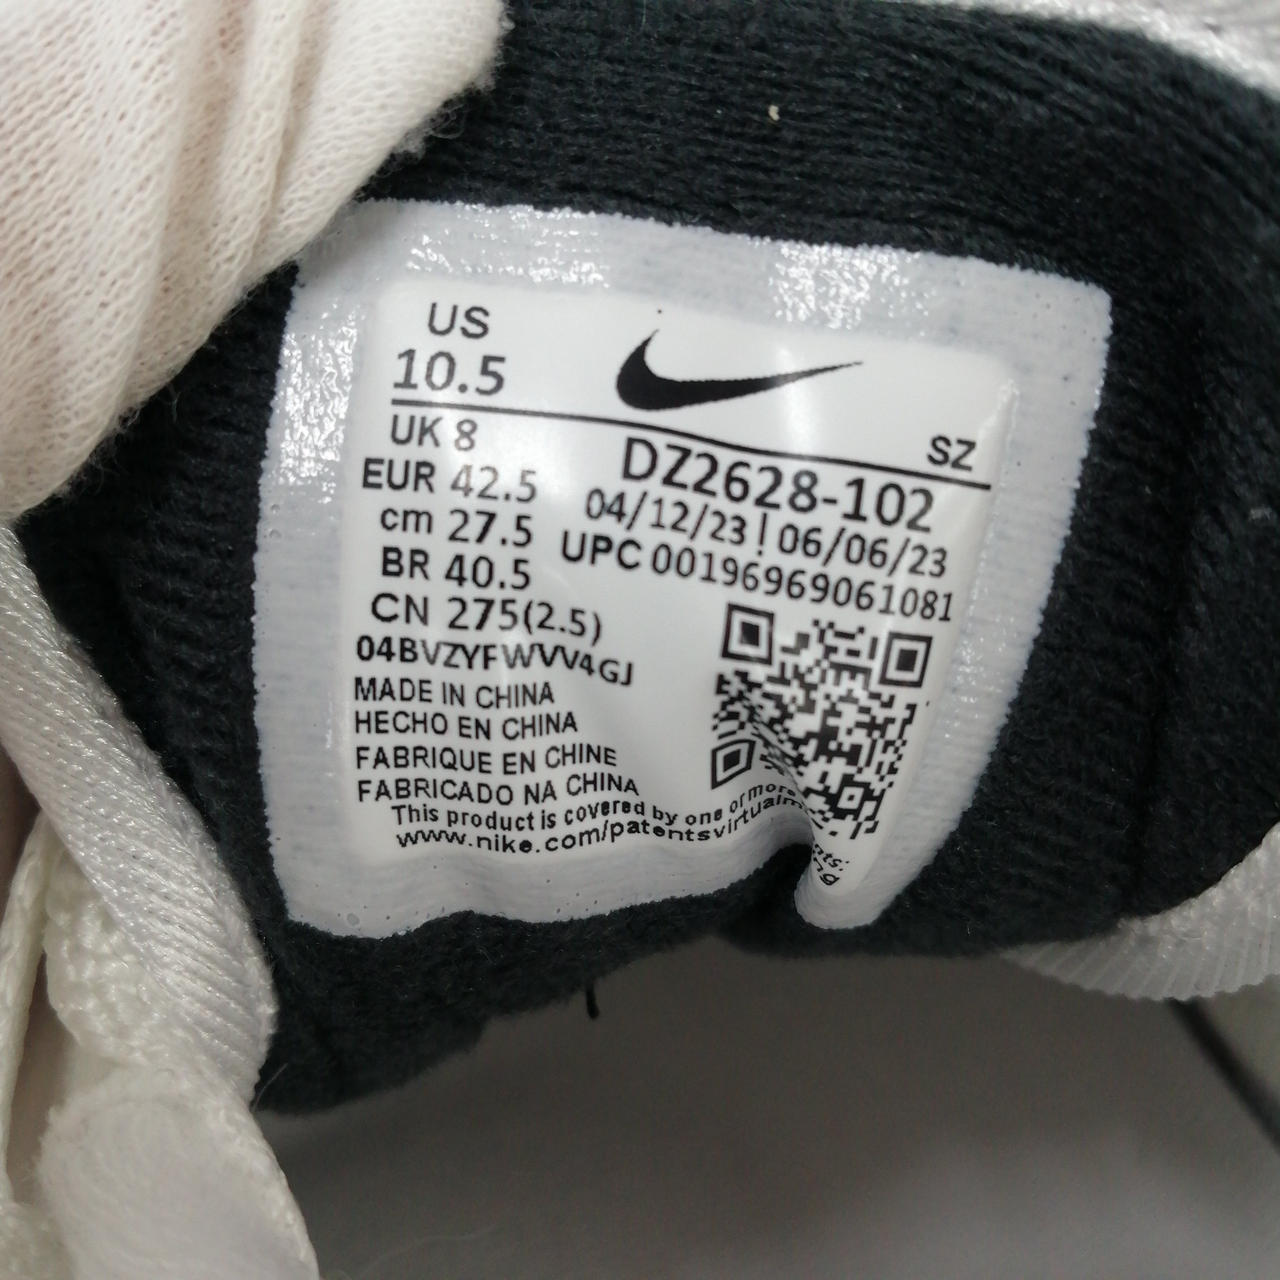 US
10.5
UK 8
EUR 42.5
cm 27.5
BR 40.5
CN 275(2.5)
SZ
DZ2628-102
04/12/23 | 06/06/23
UPC 00196969061081
04BVZYFWVV4GJ
MADE IN CHINA
HECHO EN CHINA
FABRIQUE EN CHINE
FABRICADO NA CHINA
This product is covered by one or more
www.nike.com/patentsvirtualm